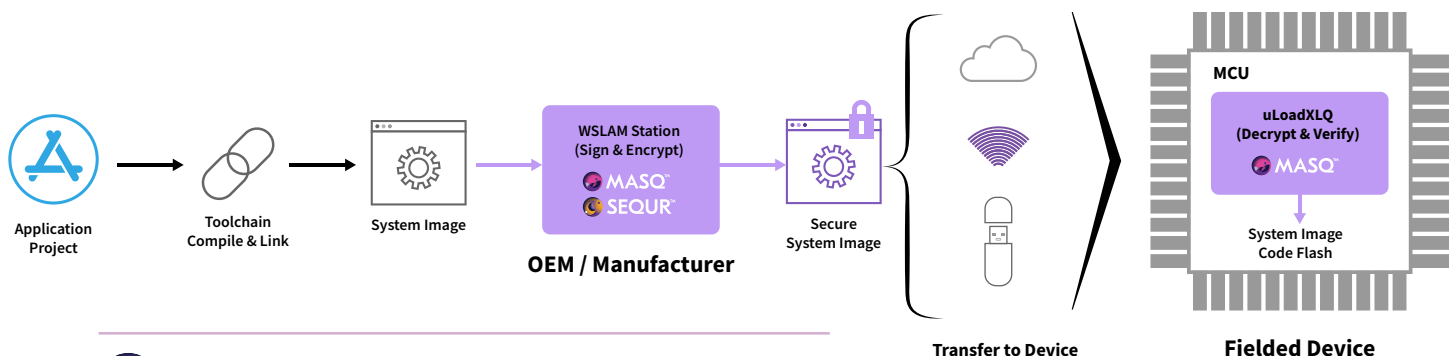 Application
Project
Toolchain
Compile & Link
System Image
WSLAM Station
(Sign & Encrypt)
MASQ™
SEQUR™
OEM / Manufacturer
Secure
System Image
Transfer to Device
MCU
uLoadXLQ
(Decrypt & Verify)
MASQ™
System Image
Code Flash
Fielded Device